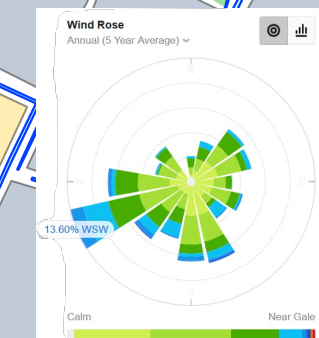 Wind Rose
Annual (5 Year Average)
N
W
E
13.60% WSW
S
Calm
Near Gale